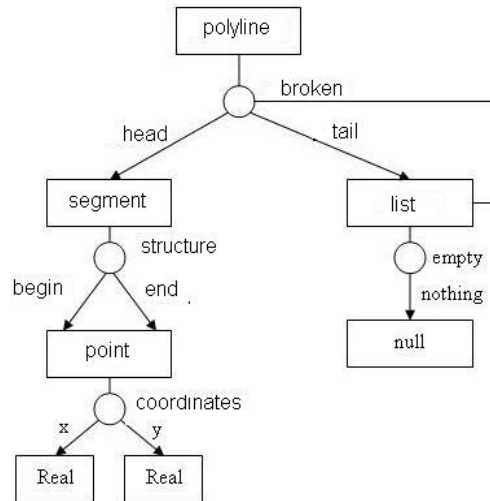 polyline
broken
head
tail
segment
list
structure
empty
begin
end
nothing
point
null
coordinates
x
y
Real
Real